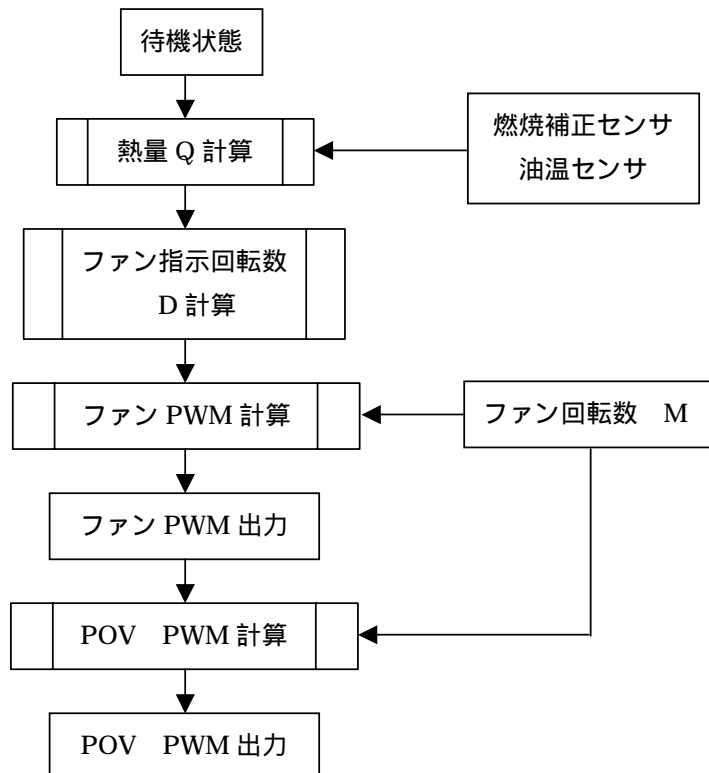 待機状態
熱量 Q 計算
燃焼補正センサ
油温センサ
ファン指示回転数
D 計算
ファン PWM 計算
ファン回転数　M
ファン PWM 出力
POV　PWM 計算
POV　PWM 出力